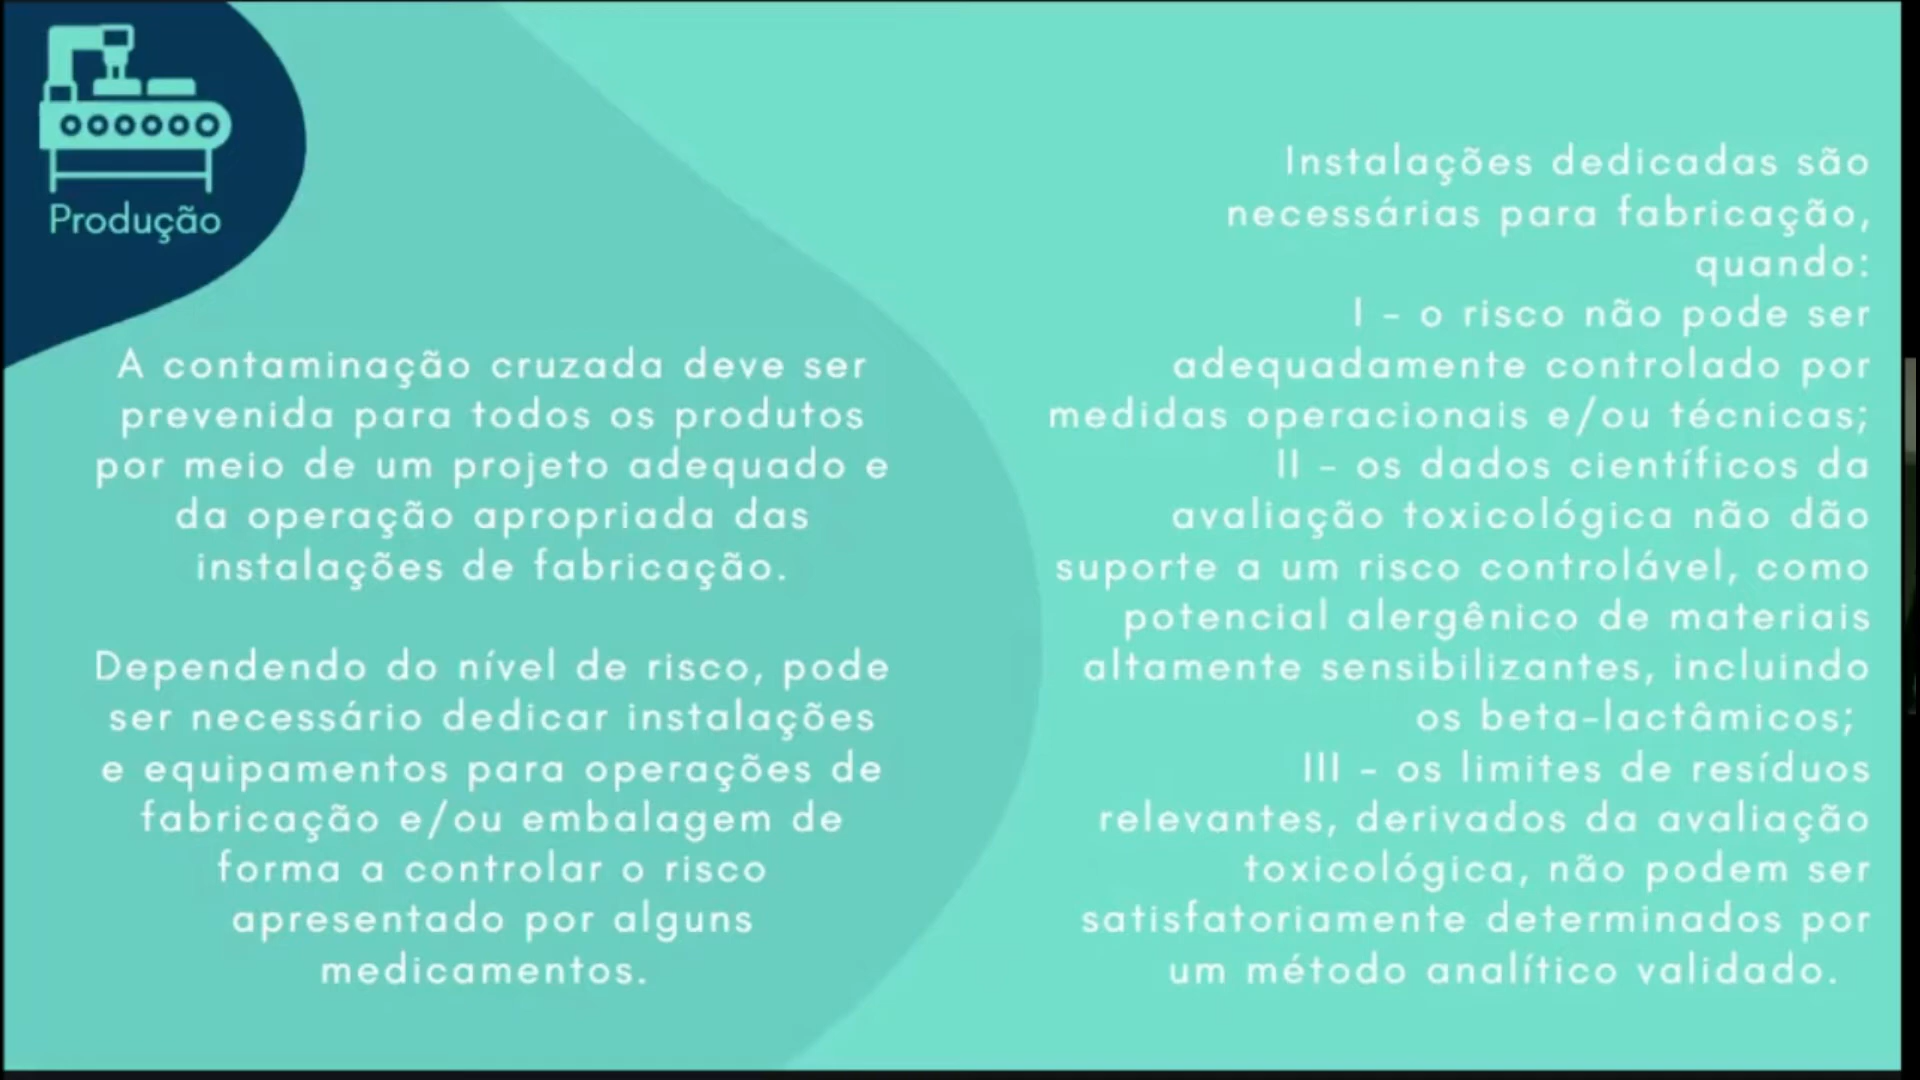 Produção
A contaminação cruzada deve ser
prevenida para todos os produtos
por meio de um projeto adequado e
da operação apropriada das
instalações de fabricação.
Dependendo do nível de risco, pode
ser necessário dedicar instalações
e equipamentos para operações de
fabricação e/ou embalagem de
forma a controlar o risco
apresentado por alguns
medicamentos.
Instalações dedicadas são
necessárias para fabricação,
quando:
I - o risco não pode ser
adequadamente controlado por
medidas operacionais e/ou técnicas;
II - os dados científicos da
avaliação toxicológica não dão
suporte a um risco controlável, como
potencial alergênico de materiais
altamente sensibilizantes, incluindo
os beta-lactâmicos;
III - os limites de resíduos
relevantes, derivados da avaliação
toxicológica, não podem ser
satisfatoriamente determinados por
um método analítico validado.